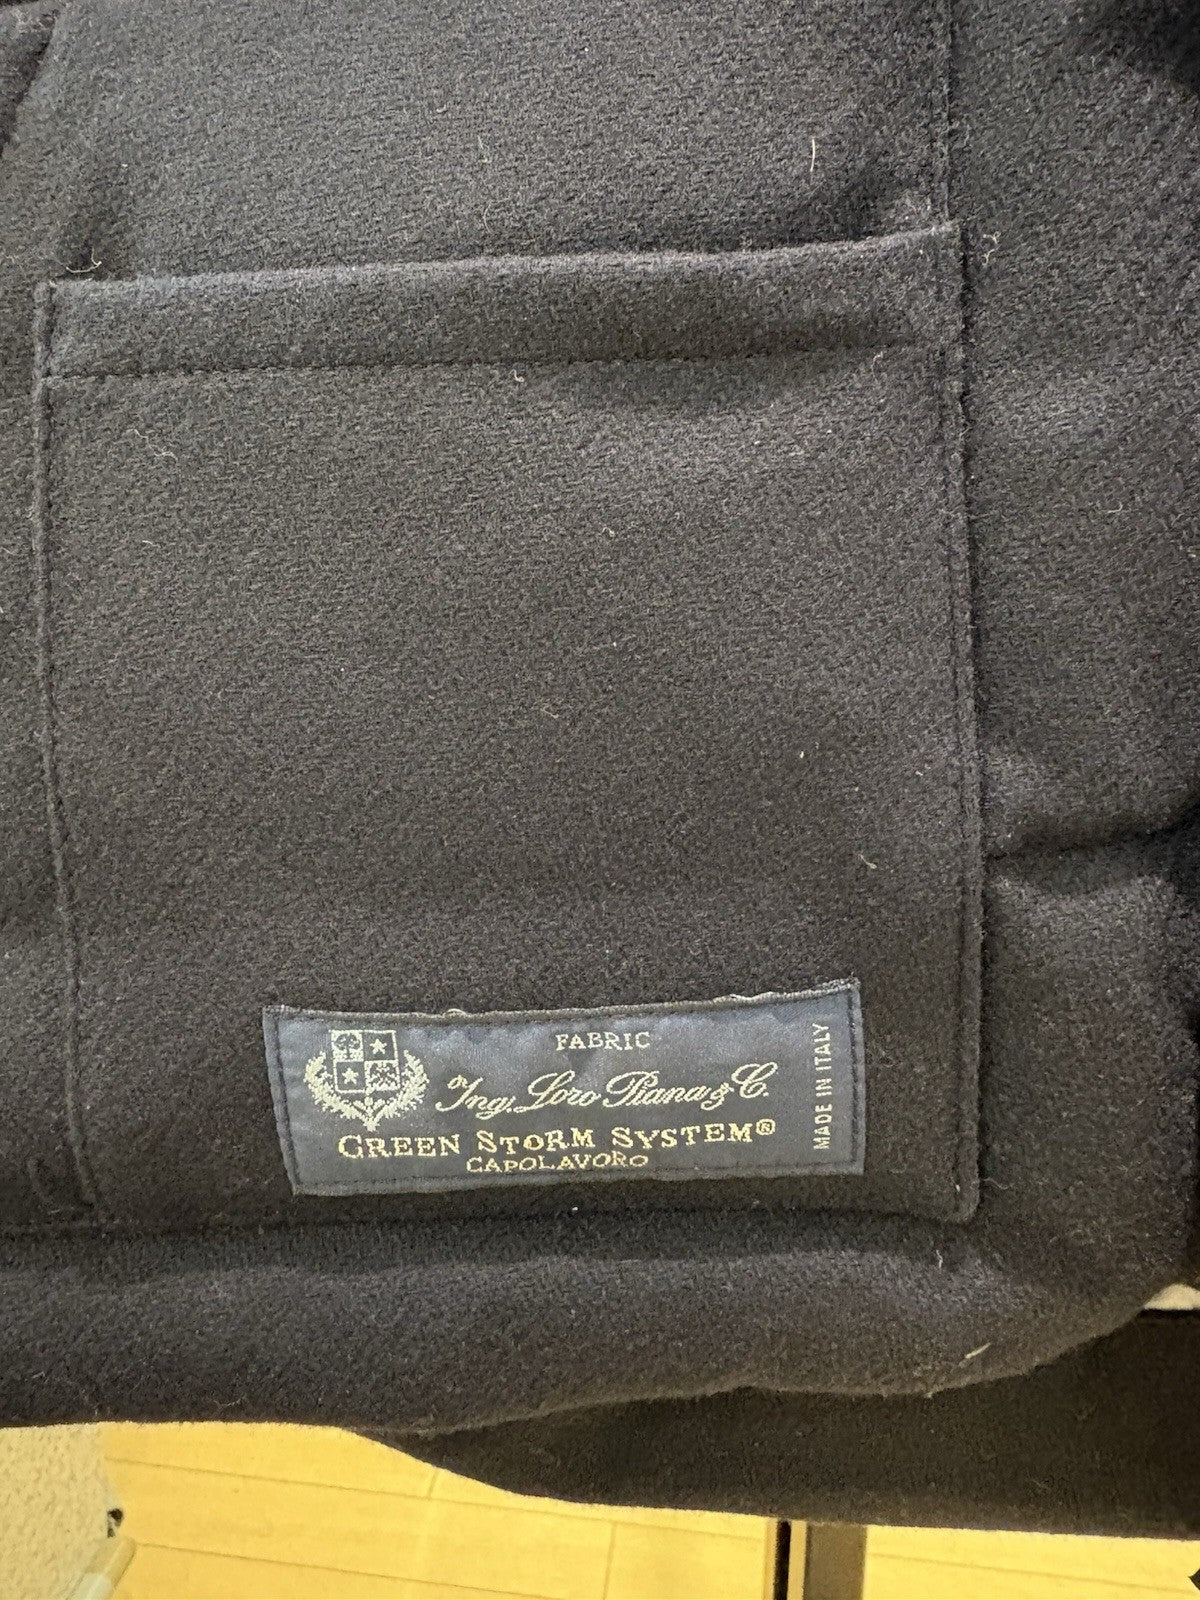 FABRIC
Ing. Loro Piana & C.
GREEN STORM SYSTEM®
CAPOLAVORO
MADE IN ITALY